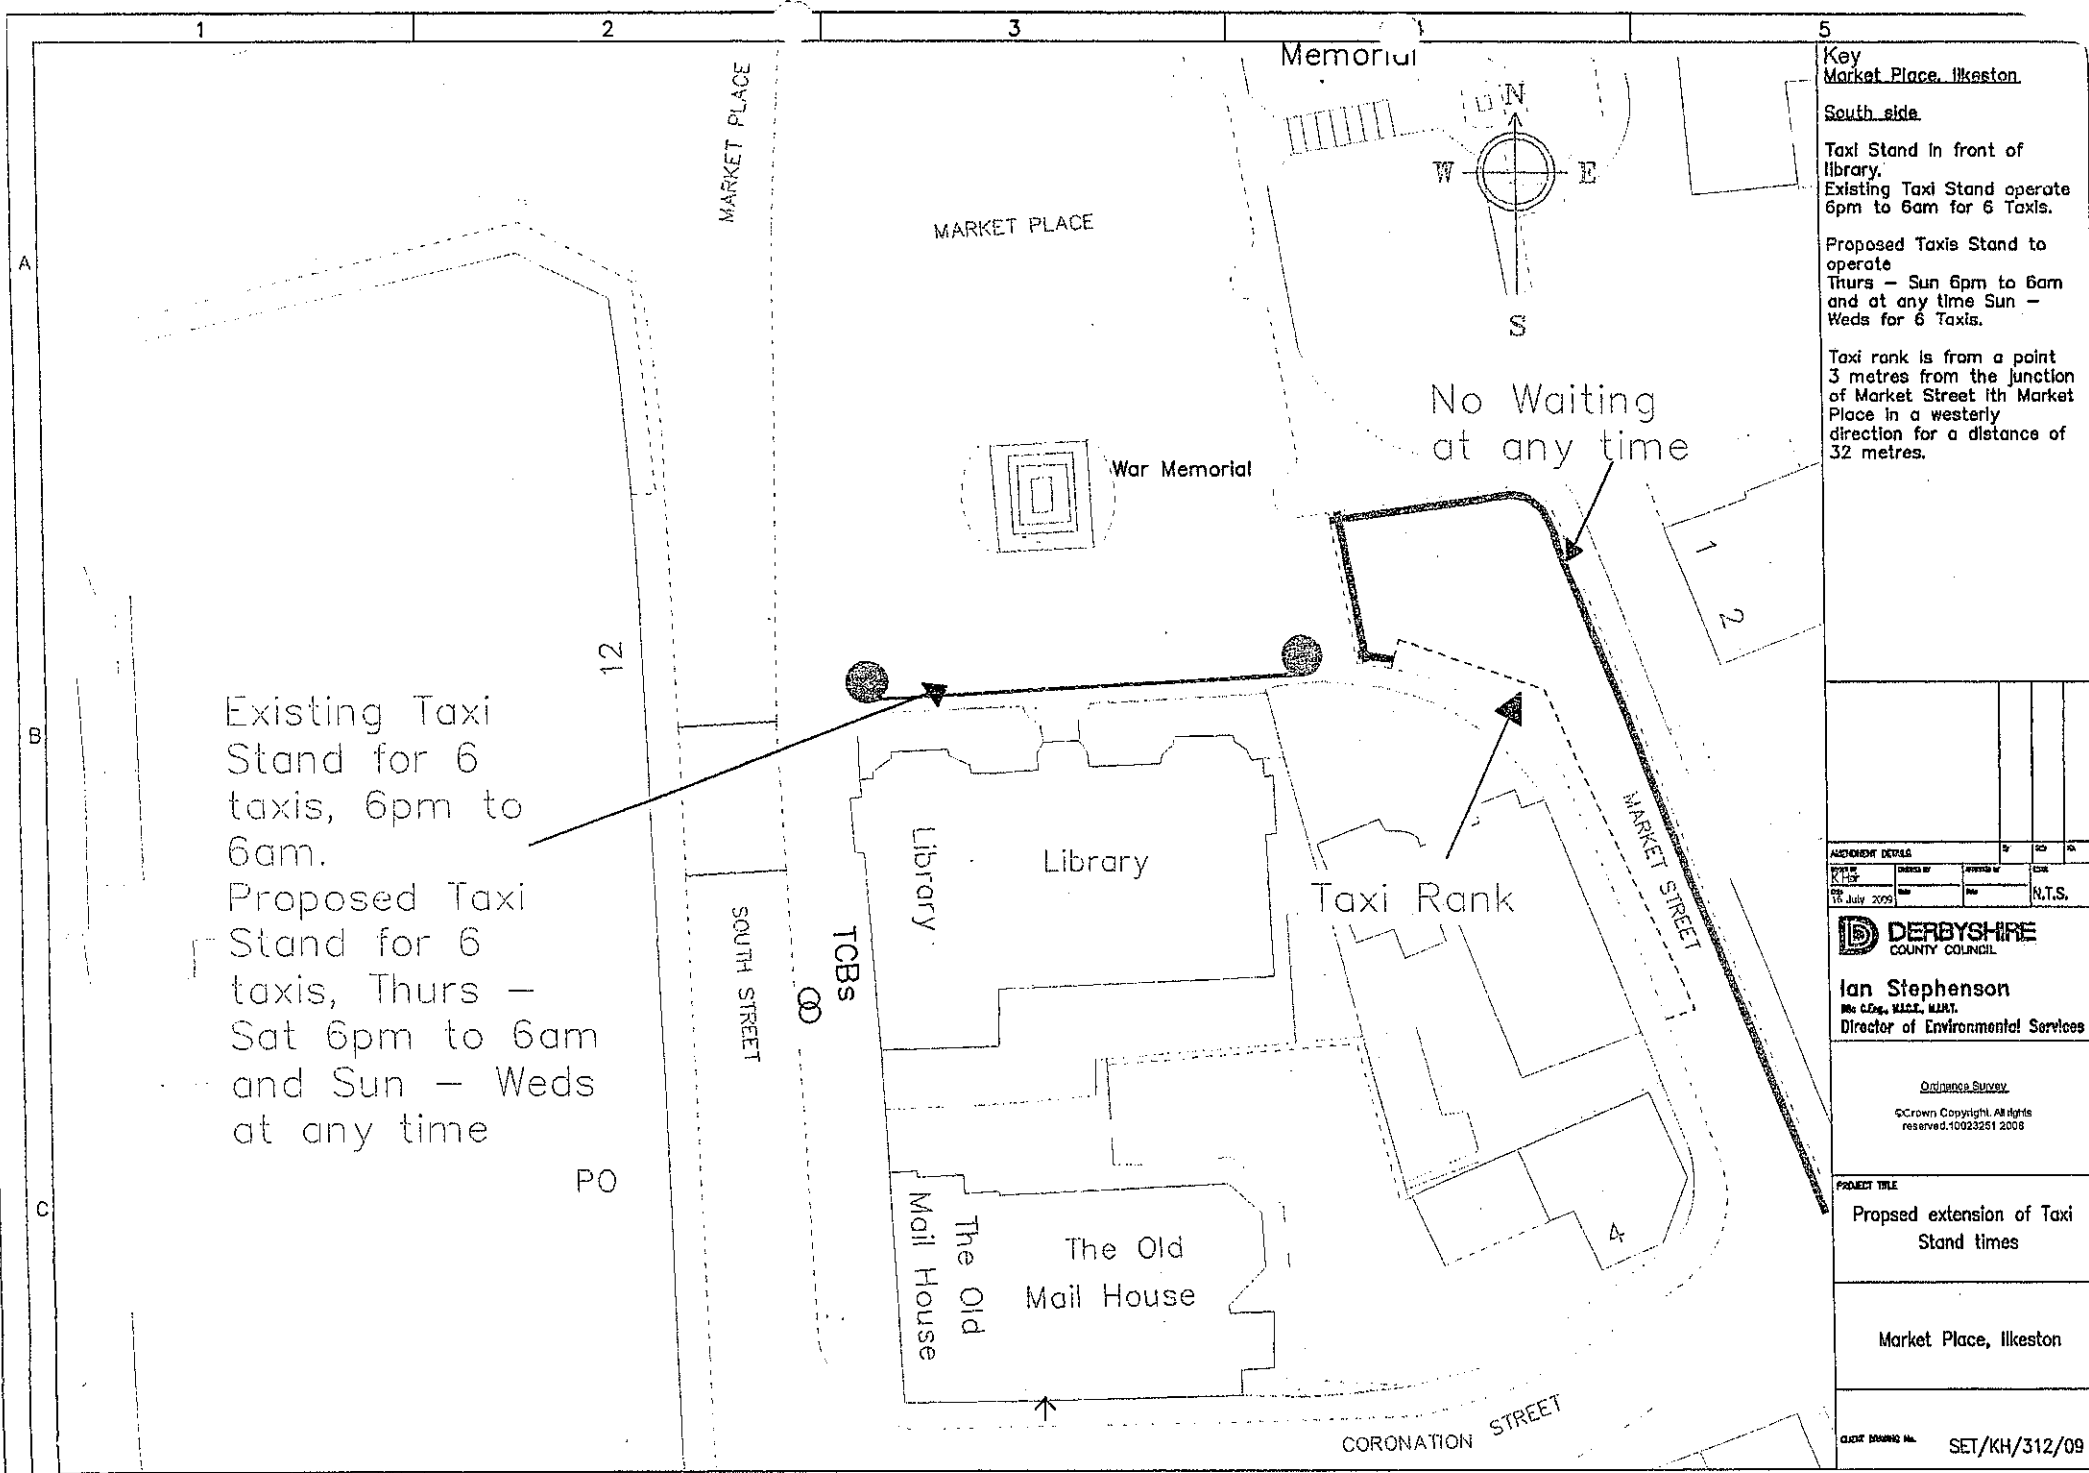 1
2
3
5
A
B
C
MARKET PLACE
MARKET PLACE
Memorial
N
W
E
S
War Memorial
No Waiting
at any time
1
2
12
Existing Taxi
Stand for 6
taxis, 6pm to
6am.
Proposed Taxi
Stand for 6
taxis, Thurs –
Sat 6pm to 6am
and Sun – Weds
at any time
PO
SOUTH STREET
TCBs
Library
Library
Taxi Rank
MARKET STREET
The Old
Mail House
The Old
Mail House
4
CORONATION STREET
Key
Market Place, Ilkeston
South side
Taxi Stand in front of
library.
Existing Taxi Stand operate
6pm to 6am for 6 Taxis.
Proposed Taxis Stand to
operate
Thurs – Sun 6pm to 6am
and at any time Sun –
Weds for 6 Taxis.
Taxi rank is from a point
3 metres from the junction
of Market Street ith Market
Place in a westerly
direction for a distance of
32 metres.
AMENDMENT DETAILS
16 July 2009
N.T.S.
DERBYSHIRE
COUNTY COUNCIL
Ian Stephenson
Director of Environmental Services
Ordnance Survey
©Crown Copyright. All rights
reserved.10023251 2008
PROJECT TITLE
Propsed extension of Taxi
Stand times
Market Place, Ilkeston
SET/KH/312/09